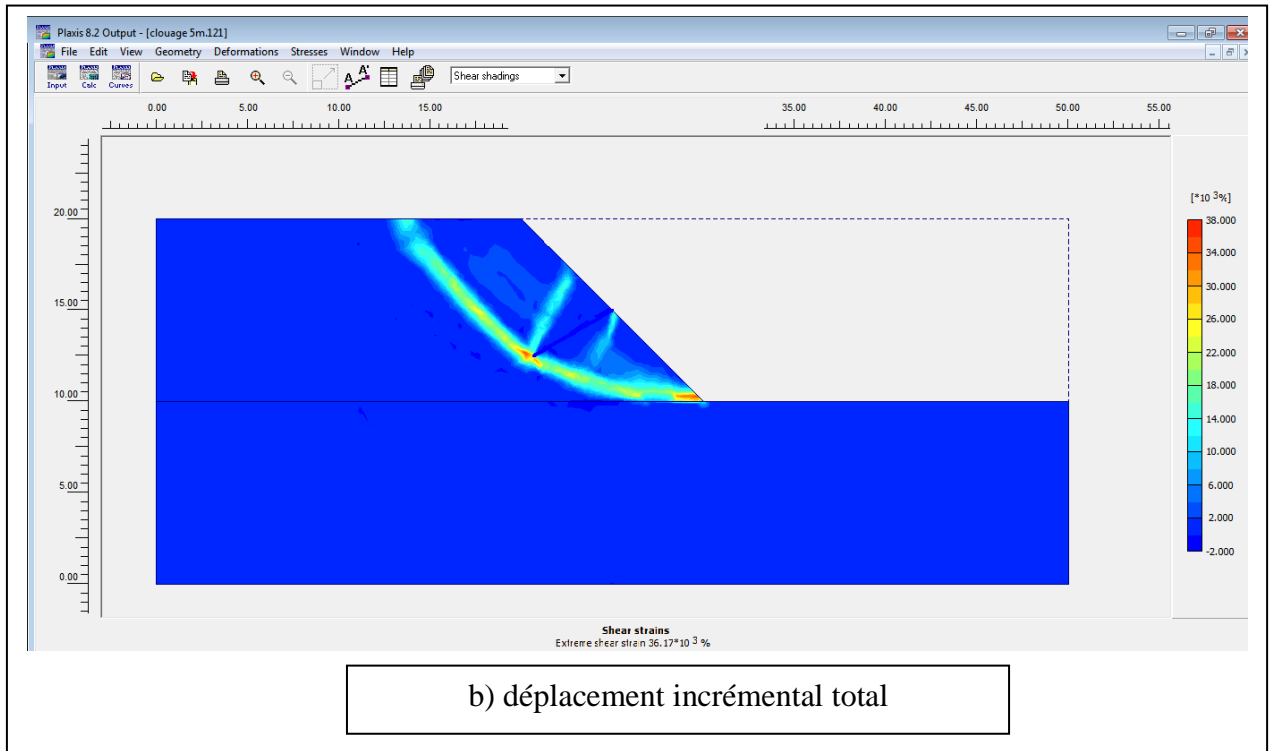 Plaxis 8.2 Output - [clouage 5m.121]
File Edit View Geometry Deformations Stresses Window Help
Input Calc Curves A A* Shear shadings
0.00 5.00 10.00 15.00 35.00 40.00 45.00 50.00 55.00
20.00
15.00
10.00
5.00
0.00
[*10 3%]
38.000
34.000
30.000
26.000
22.000
18.000
14.000
10.000
6.000
2.000
-2.000
Shear strains
Extreme shear strain 36.17*10 3 %
b) déplacement incrémental total